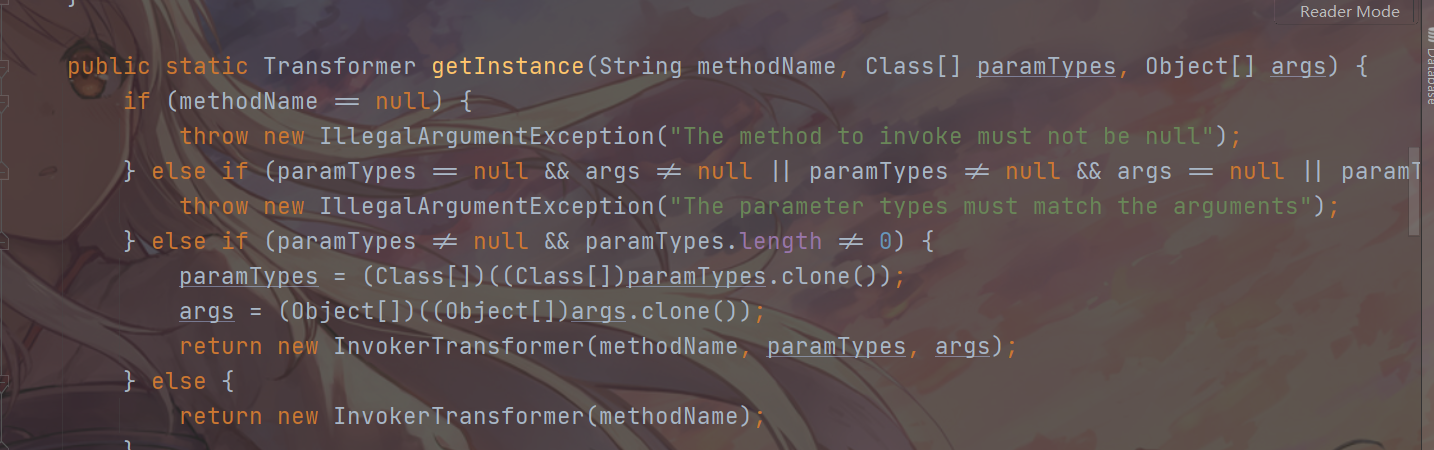 }
Reader Mode
public static Transformer getInstance(String methodName, Class[] paramTypes, Object[] args) {
if (methodName == null) {
throw new IllegalArgumentException("The method to invoke must not be null");
} else if (paramTypes == null && args != null || paramTypes != null && args == null || paramT
throw new IllegalArgumentException("The parameter types must match the arguments");
} else if (paramTypes != null && paramTypes.length != 0) {
paramTypes = (Class[])((Class[])paramTypes.clone());
args = (Object[])((Object[])args.clone());
return new InvokerTransformer(methodName, paramTypes, args);
} else {
return new InvokerTransformer(methodName);
}
Database